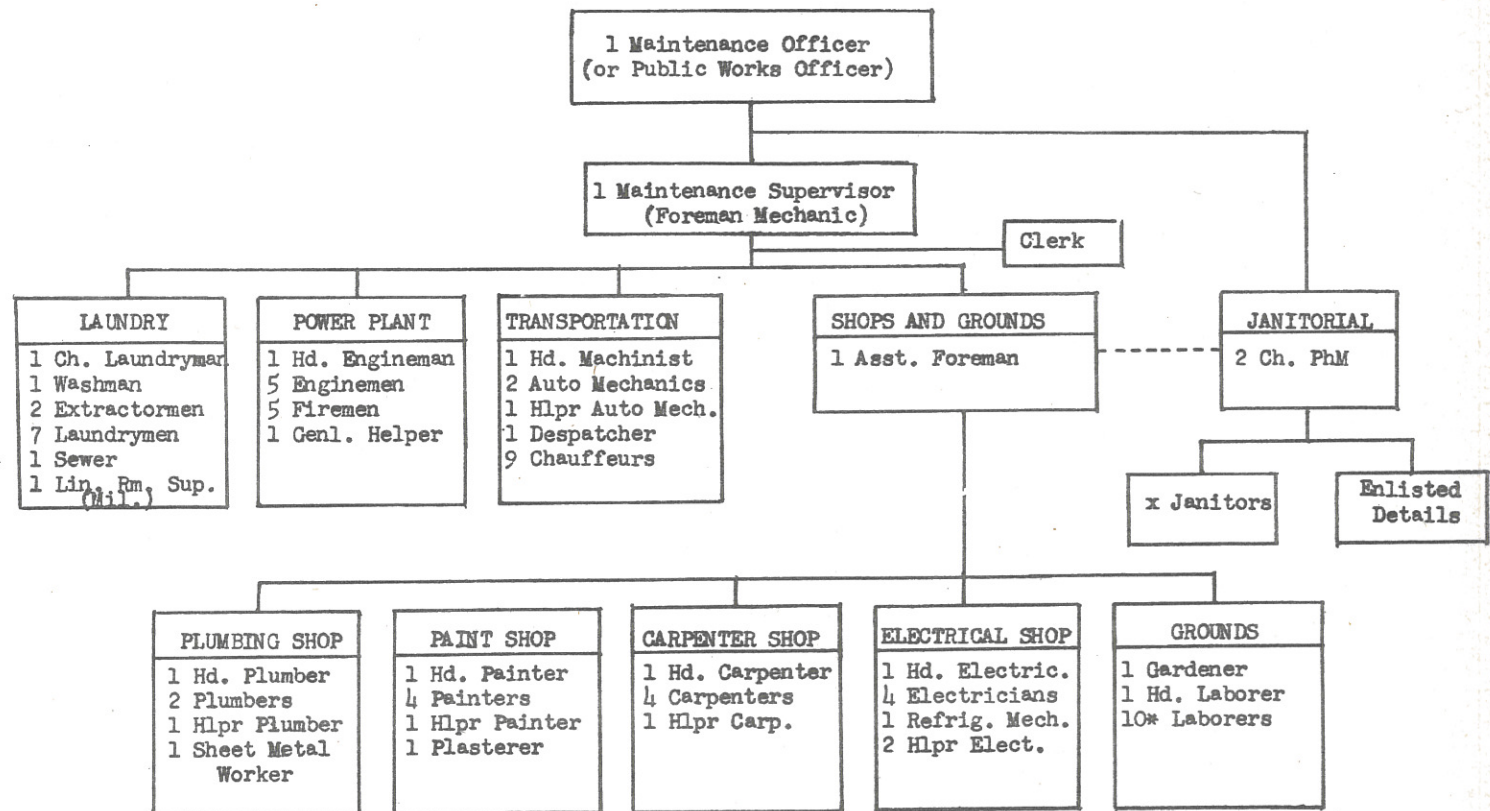 1 Maintenance Officer
(or Public Works Officer)
1 Maintenance Supervisor
(Foreman Mechanic)
Clerk
LAUNDRY
1 Ch. Laundryman
1 Washman
2 Extractormen
7 Laundrymen
1 Sewer
1 Lin. Rm. Sup.
(Mil.)
POWER PLANT
1 Hd. Engineman
5 Enginemen
5 Firemen
1 Genl. Helper
TRANSPORTATION
1 Hd. Machinist
2 Auto Mechanics
1 Hlpr Auto Mech.
1 Despatcher
9 Chauffeurs
SHOPS AND GROUNDS
1 Asst. Foreman
JANITORIAL
2 Ch. PhM
x Janitors
Enlisted
Details
PLUMBING SHOP
1 Hd. Plumber
2 Plumbers
1 Hlpr Plumber
1 Sheet Metal
Worker
PAINT SHOP
1 Hd. Painter
4 Painters
1 Hlpr Painter
1 Plasterer
CARPENTER SHOP
1 Hd. Carpenter
4 Carpenters
1 Hlpr Carp.
ELECTRICAL SHOP
1 Hd. Electric.
4 Electricians
1 Refrig. Mech.
2 Hlpr Elect.
GROUNDS
1 Gardener
1 Hd. Laborer
10* Laborers